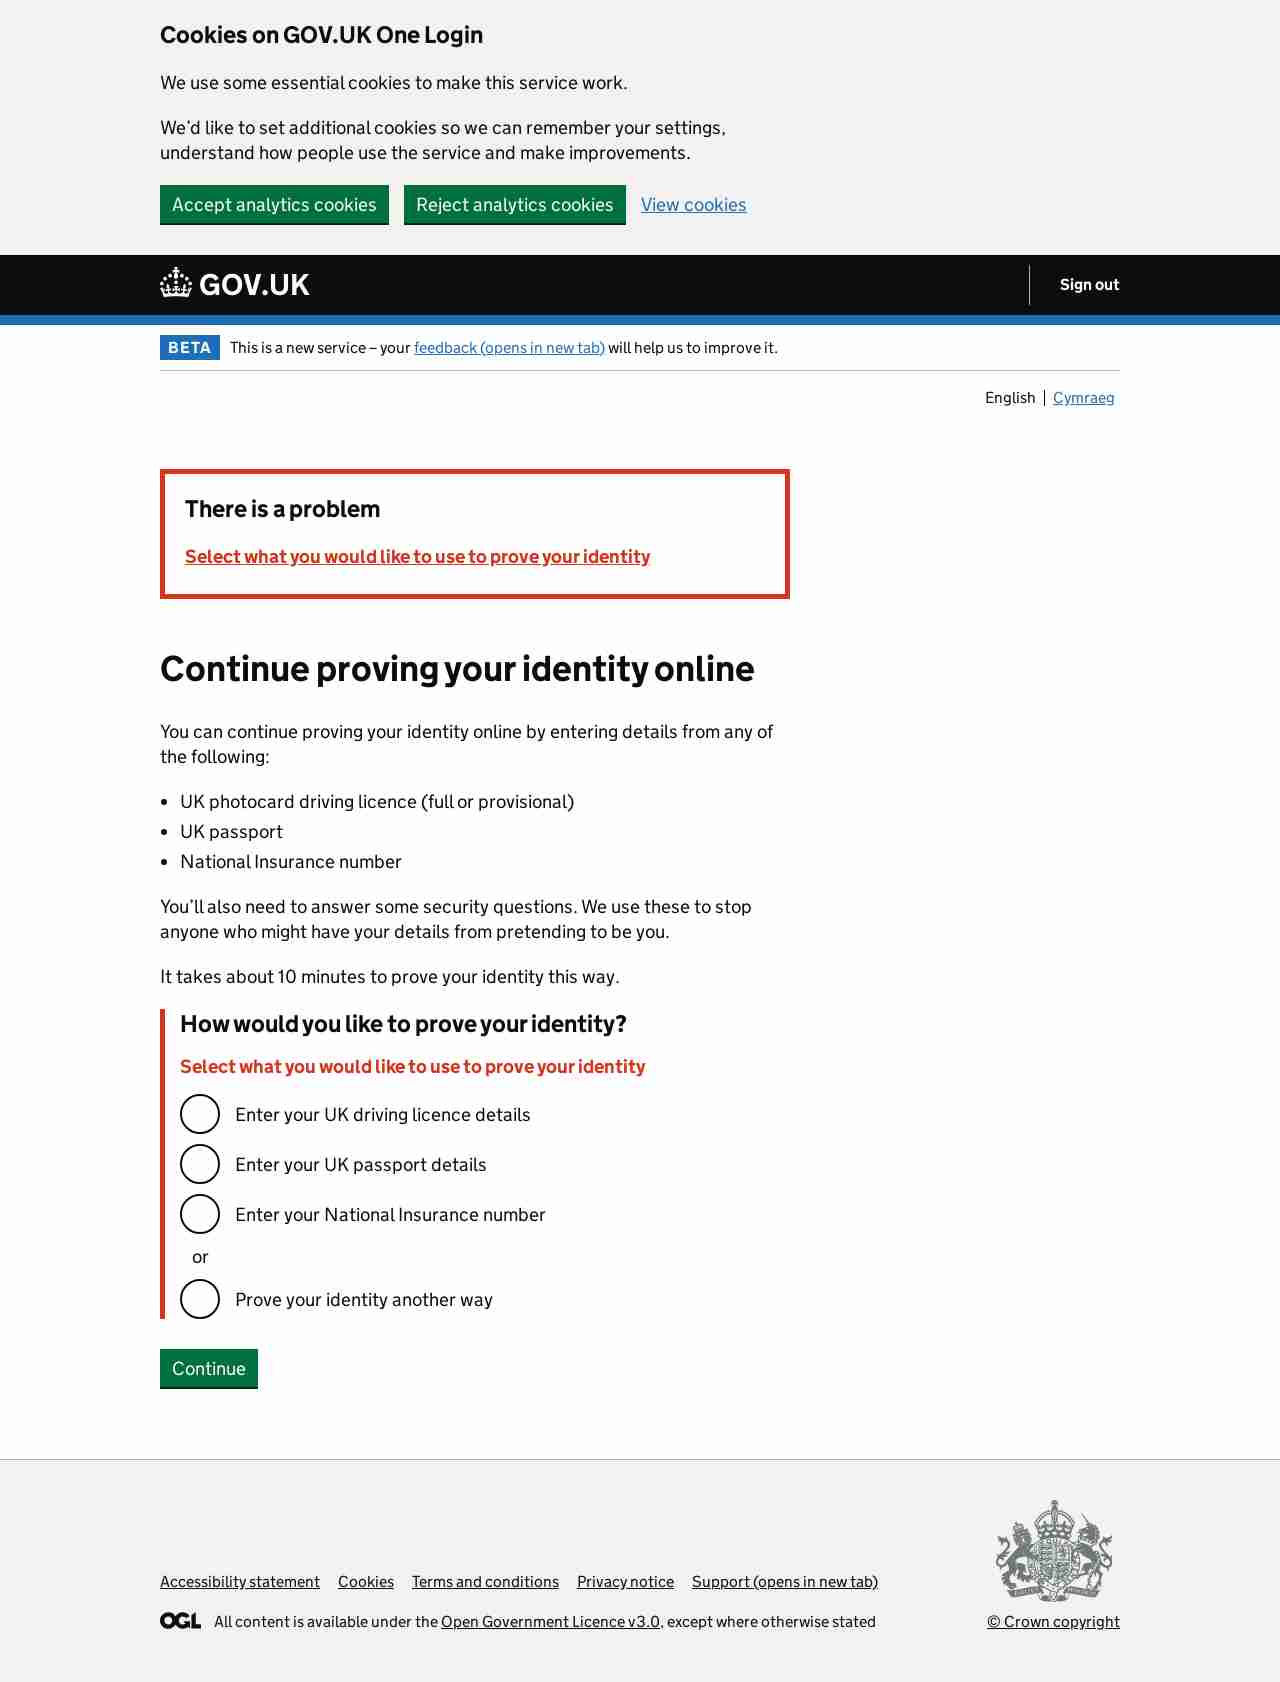 Cookies on GOV.UK One Login
We use some essential cookies to make this service work.
We’d like to set additional cookies so we can remember your settings,
understand how people use the service and make improvements.
Accept analytics cookies Reject analytics cookies View cookies
GOV.UK Sign out
BETA This is a new service – your feedback (opens in new tab) will help us to improve it.
English Cymraeg
There is a problem
Select what you would like to use to prove your identity
Continue proving your identity online
You can continue proving your identity online by entering details from any of
the following:
• UK photocard driving licence (full or provisional)
• UK passport
• National Insurance number
You’ll also need to answer some security questions. We use these to stop
anyone who might have your details from pretending to be you.
It takes about 10 minutes to prove your identity this way.
How would you like to prove your identity?
Select what you would like to use to prove your identity
Enter your UK driving licence details
Enter your UK passport details
Enter your National Insurance number
or
Prove your identity another way
Continue
Accessibility statement Cookies Terms and conditions Privacy notice Support (opens in new tab)
OGL All content is available under the Open Government Licence v3.0, except where otherwise stated
© Crown copyright